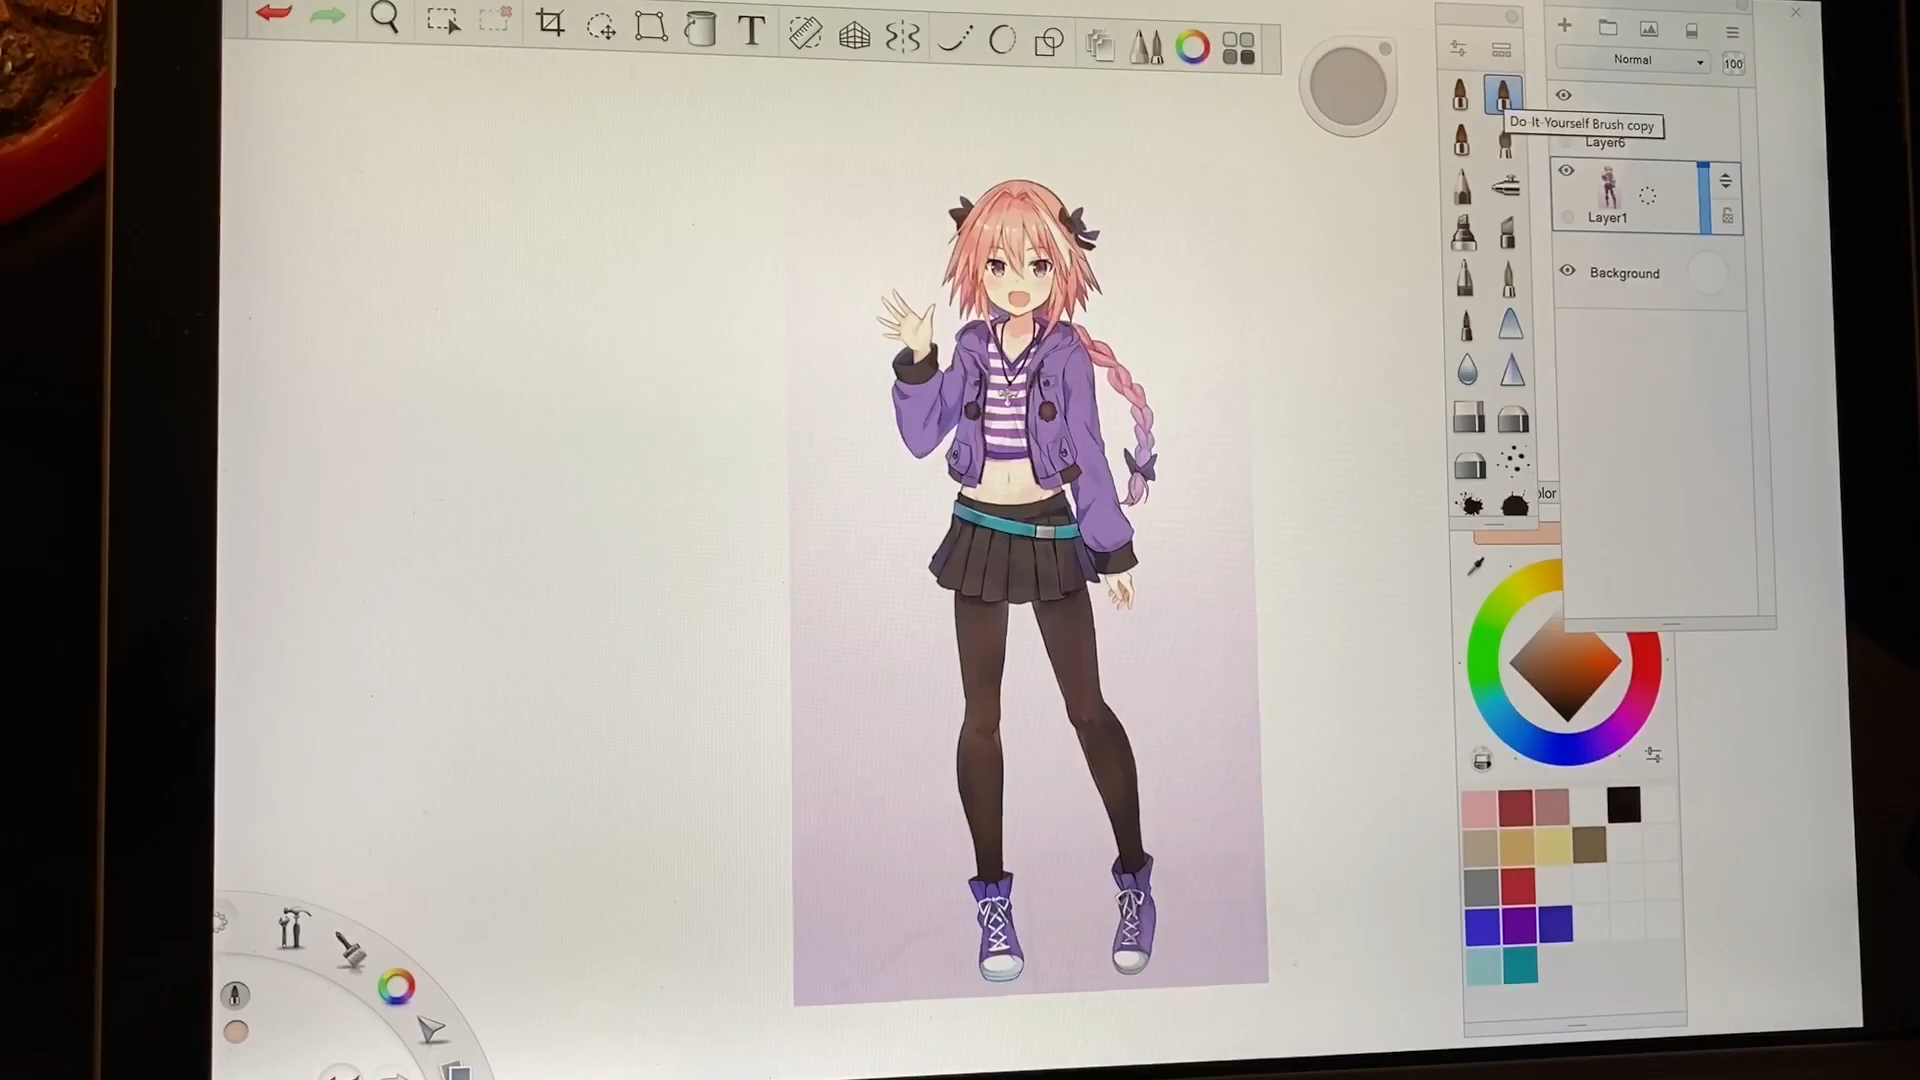 T
Normal
100
Do-It-Yourself Brush copy
Layer6
Layer1
Background
olor